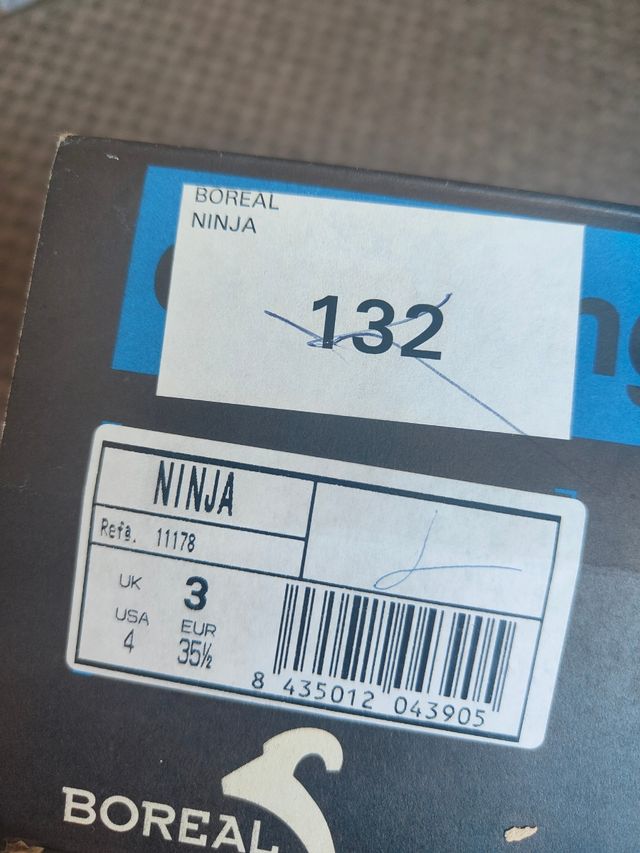 BOREAL
NINJA
132
NINJA
Refª. 11178
UK 3
USA 4
EUR 35½
8 435012 043905
BOREAL